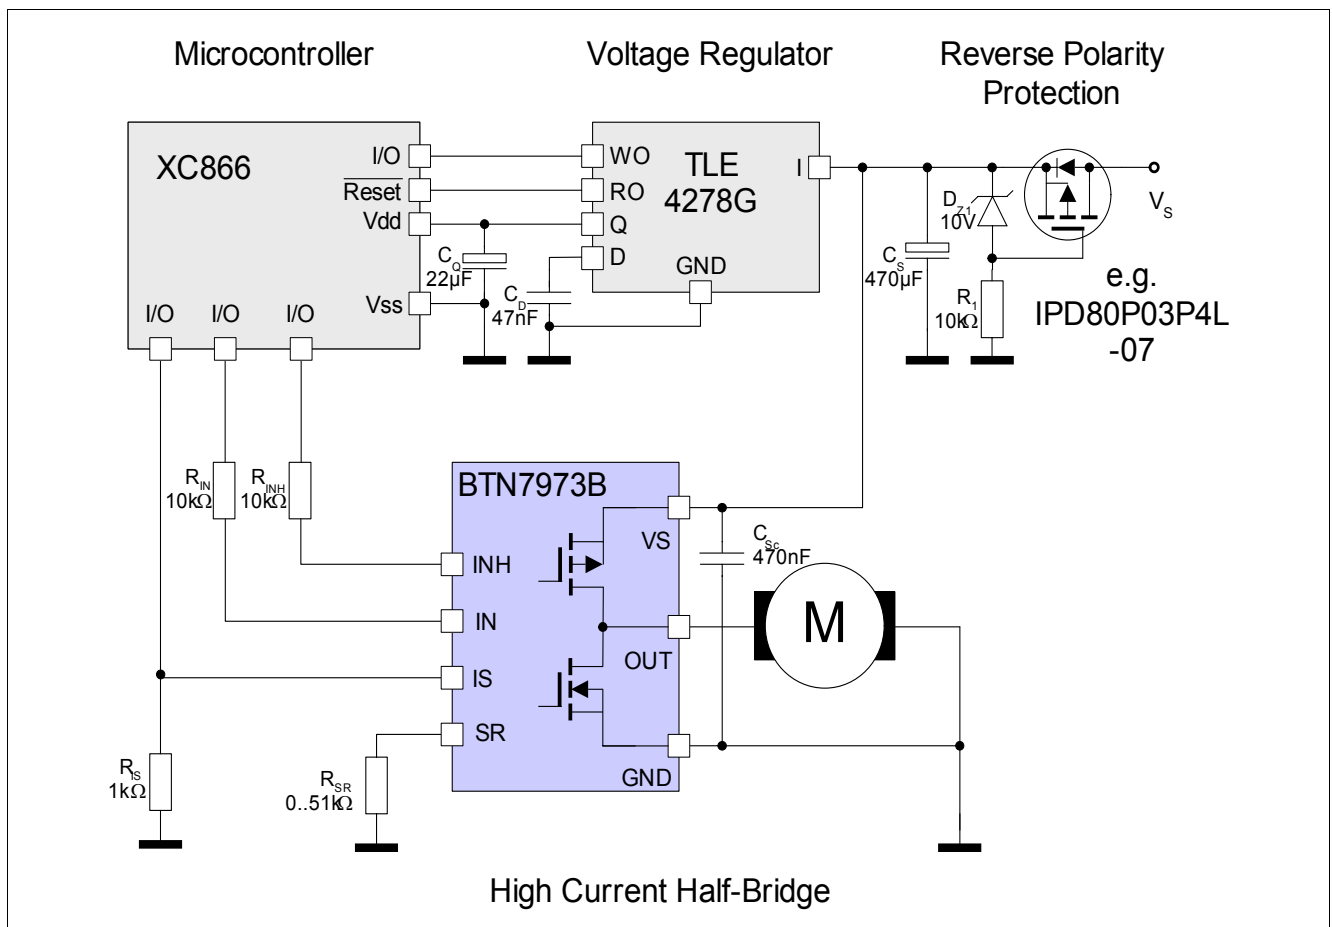 Microcontroller
Voltage Regulator
Reverse Polarity
Protection
XC866
I/O
Reset
Vdd
Vss
I/O
I/O
I/O
WO
RO
Q
D
TLE
4278G
I
GND
C_Q
22µF
C_D
47nF
C_S
470µF
D_Z1
10V
R_1
10kΩ
V_S
e.g.
IPD80P03P4L
-07
R_IN
10kΩ
R_INH
10kΩ
BTN7973B
VS
INH
IN
IS
SR
OUT
GND
C_Sc
470nF
M
R_IS
1kΩ
R_SR
0..51kΩ
High Current Half-Bridge